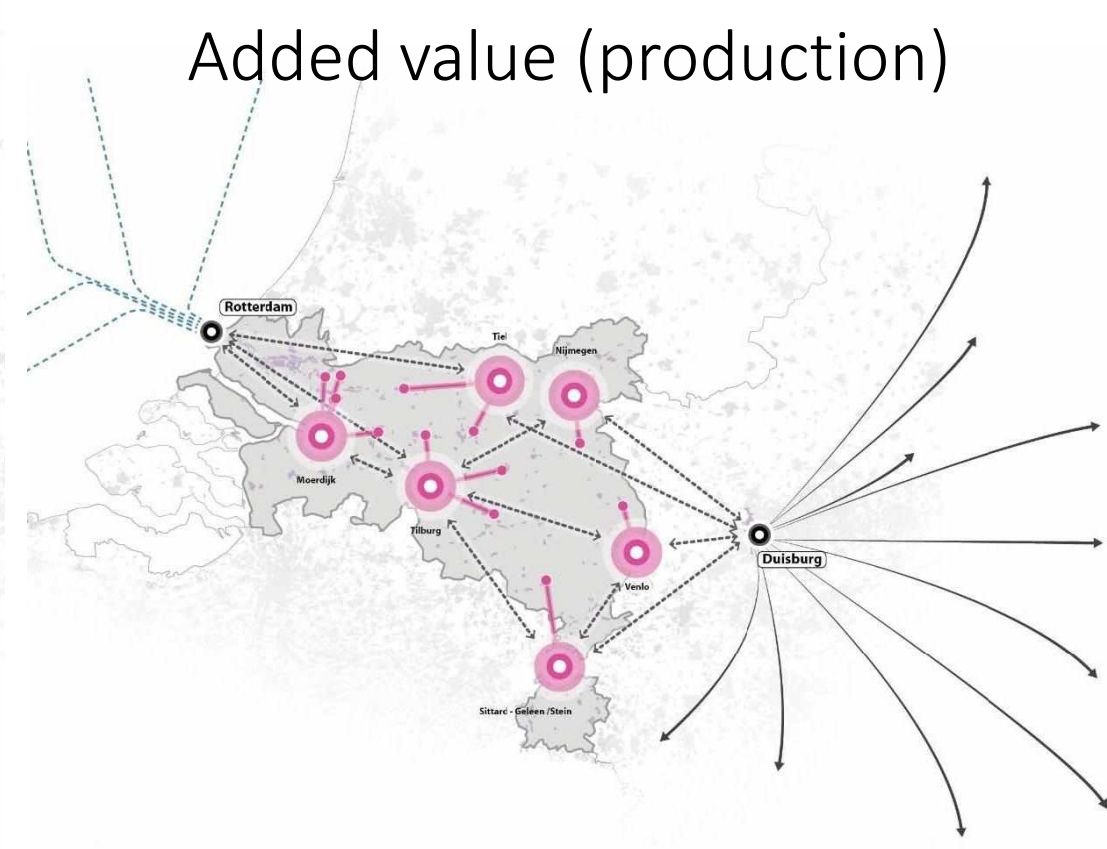 Added value (production)
Rotterdam
Tiel
Nijmegen
Moerdijk
Tilburg
Duisburg
Venlo
Sittard - Geleen /Stein